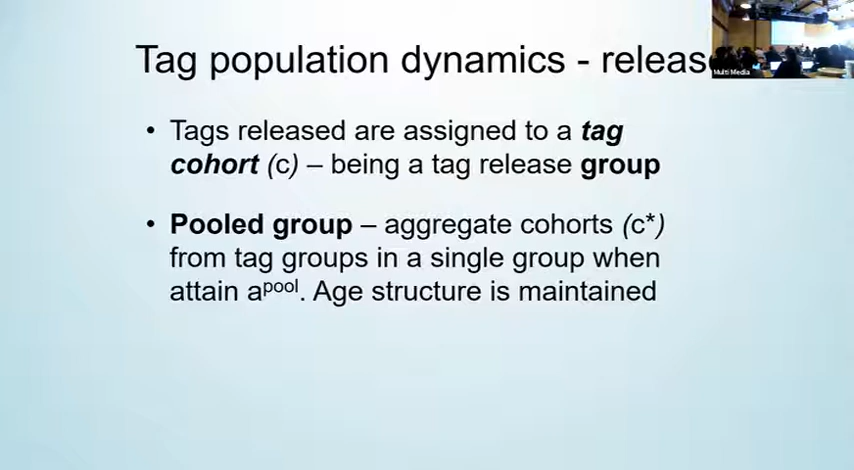 Tag population dynamics - releas
Multi Media
• Tags released are assigned to a tag
cohort (c) – being a tag release group
• Pooled group – aggregate cohorts (c*)
from tag groups in a single group when
attain a^pool. Age structure is maintained